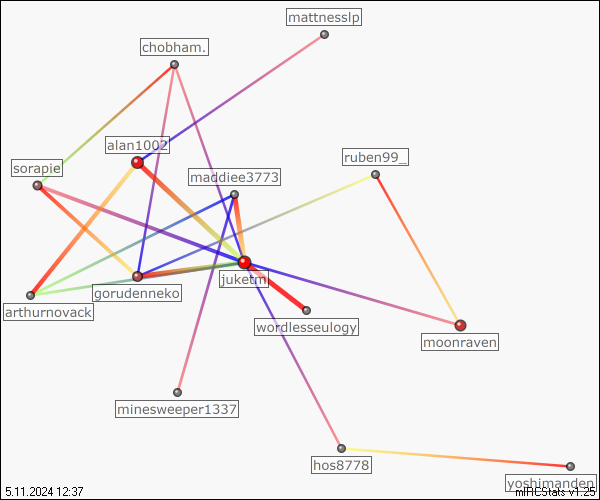 mattnesslp
chobham.
alan1002
ruben99_
sorapie
maddiee3773
juketm
gorudenneko
arthurnovack
wordlesseulogy
moonraven
minesweeper1337
hos8778
yoshimanden
5.11.2024 12:37
mIRCStats v1.25